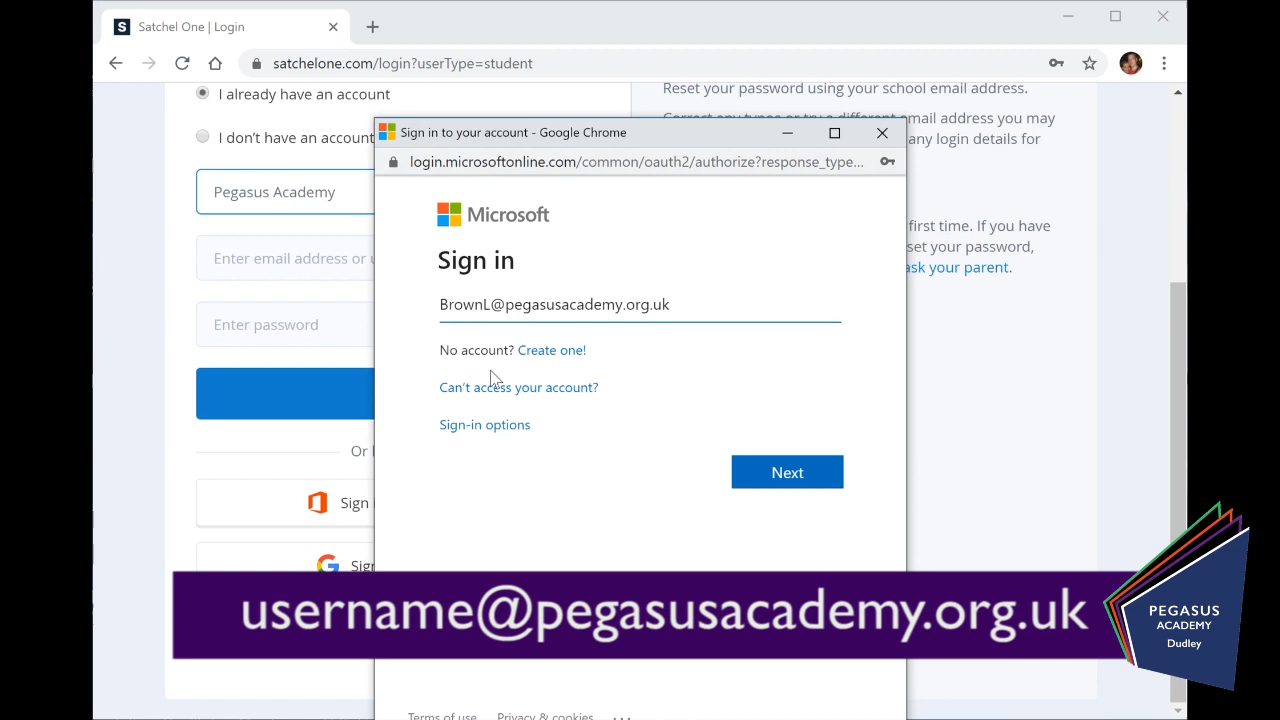 Satchel One | Login
satchelone.com/login?userType=student
I already have an account
I don't have an account
Pegasus Academy
Enter email address or
Enter password
Or
Sign
Reset your password using your school email address.
email address you may
any login details for
first time. If you have
set your password,
ask your parent.
Sign in to your account - Google Chrome
login.microsoftonline.com/common/oauth2/authorize?response_type...
Microsoft
Sign in
BrownL@pegasusacademy.org.uk
No account? Create one!
Can't access your account?
Sign-in options
Next
username@pegasusacademy.org.uk
PEGASUS
ACADEMY
Dudley
Terms of use Privacy & cookies